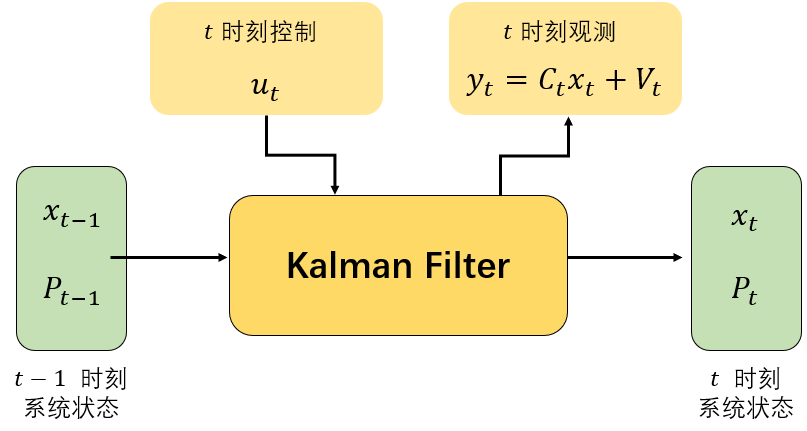 t 时刻控制
u_t
t 时刻观测
y_t = C_t x_t + V_t
x_{t-1}
P_{t-1}
Kalman Filter
x_t
P_t
t − 1 时刻
系统状态
t 时刻
系统状态